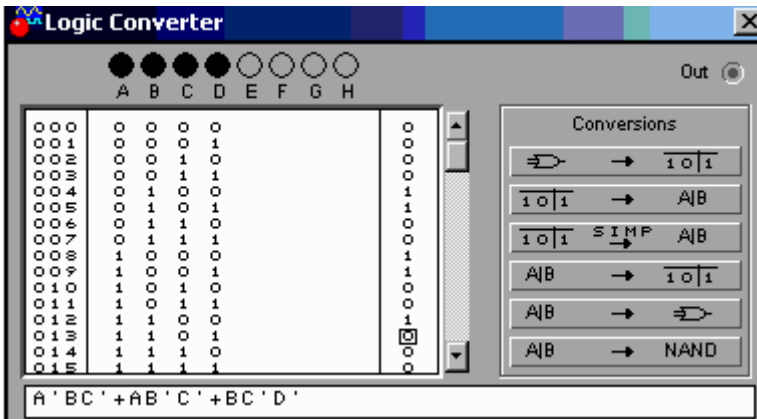 Logic Converter
A B C D E F G H
Out
000 0 0 0 0 0
001 0 0 0 1 0
002 0 0 1 0 0
003 0 0 1 1 0
004 0 1 0 0 1
005 0 1 0 1 1
006 0 1 1 0 0
007 0 1 1 1 0
008 1 0 0 0 1
009 1 0 0 1 1
010 1 0 1 0 0
011 1 0 1 1 0
012 1 1 0 0 1
013 1 1 0 1 0
014 1 1 1 0 0
015 1 1 1 1 0
Conversions
→ 1 0|1
1 0|1 → A|B
1 0|1 SIMP → A|B
A|B → 1 0|1
A|B →
A|B → NAND
A'BC'+AB'C'+BC'D'